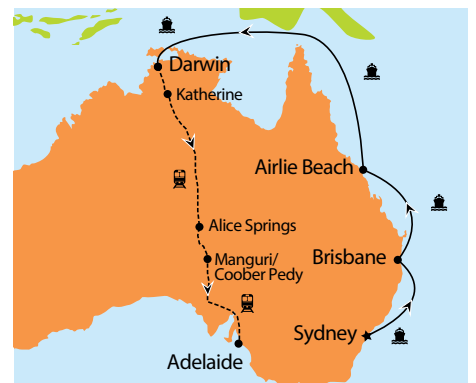 Darwin
Katherine
Airlie Beach
Alice Springs
Manguri/
Coober Pedy
Brisbane
Sydney
Adelaide